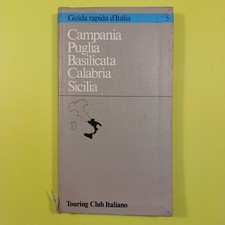 Guida rapida d'Italia 5
Campania
Puglia
Basilicata
Calabria
Sicilia
Touring Club Italiano